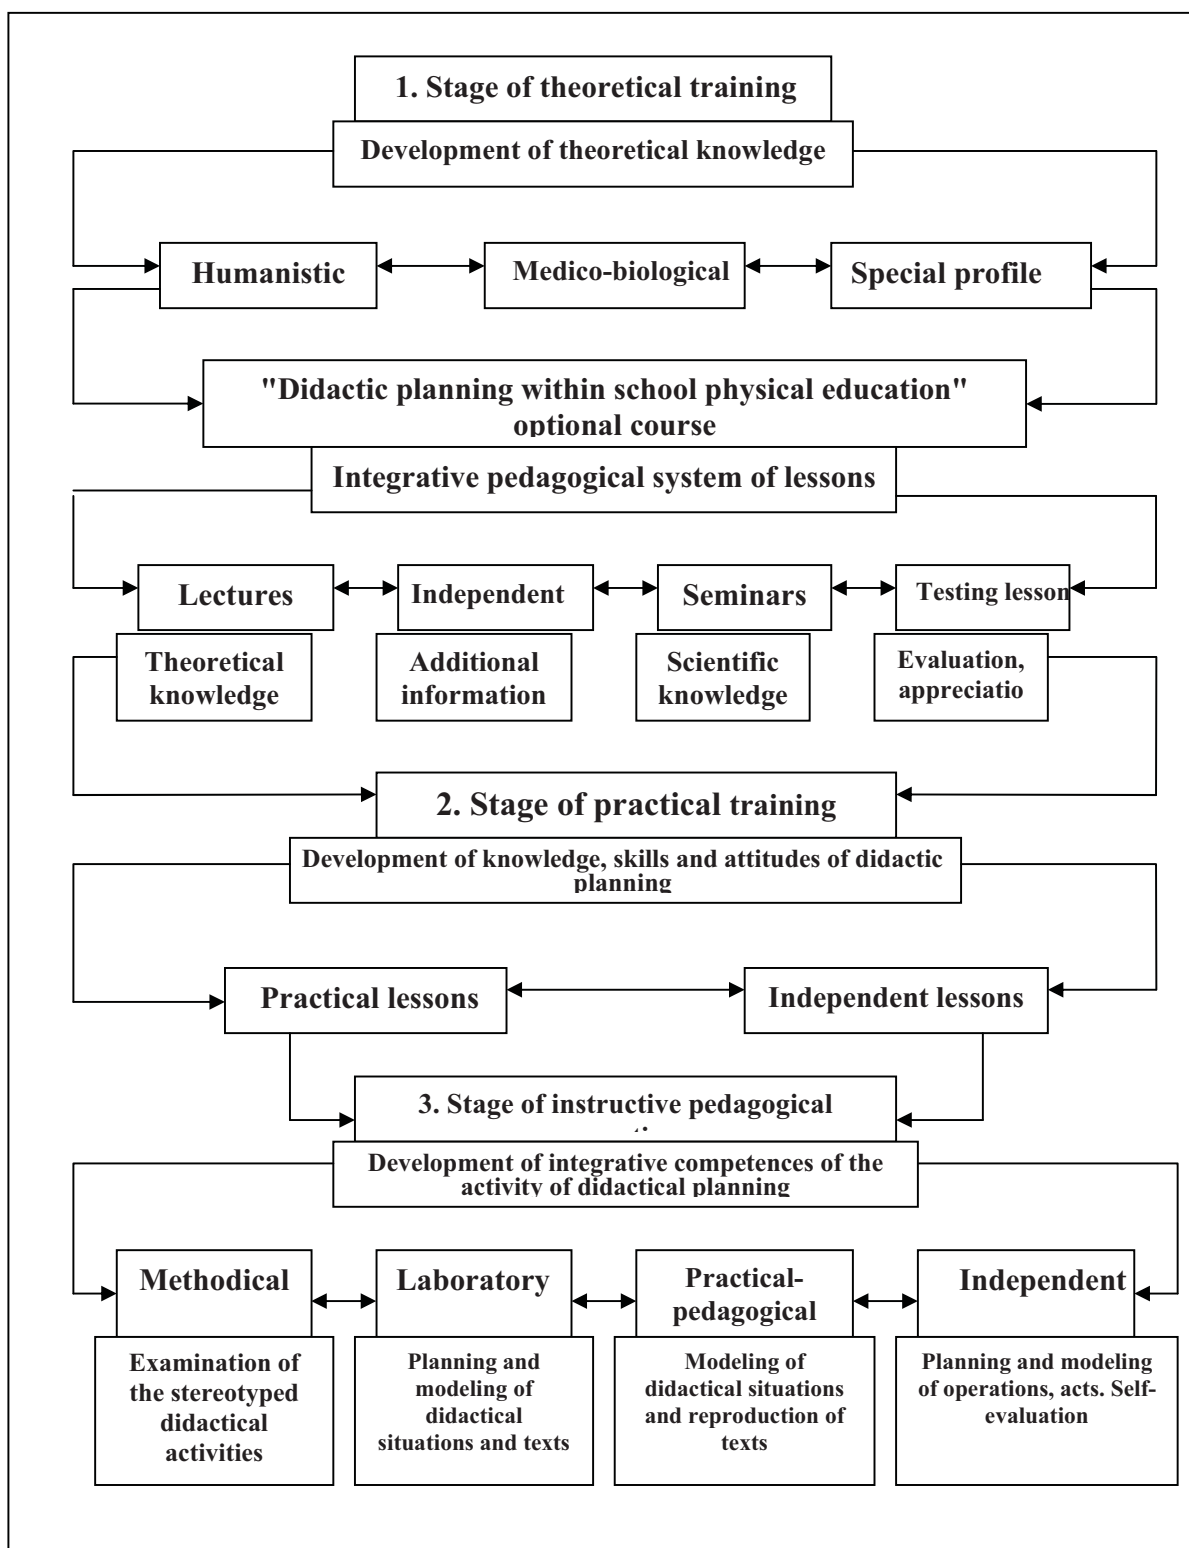 1. Stage of theoretical training
Development of theoretical knowledge
Humanistic
Medico-biological
Special profile
"Didactic planning within school physical education"
optional course
Integrative pedagogical system of lessons
Lectures
Independent
Seminars
Testing lesson
Theoretical
knowledge
Additional
information
Scientific
knowledge
Evaluation,
appreciatio
2. Stage of practical training
Development of knowledge, skills and attitudes of didactic
planning
Practical lessons
Independent lessons
3. Stage of instructive pedagogical
Development of integrative competences of the
activity of didactical planning
Methodical
Laboratory
Practical-
pedagogical
Independent
Examination of
the stereotyped
didactical
activities
Planning and
modeling of
didactical
situations and texts
Modeling of
didactical situations
and reproduction of
texts
Planning and modeling
of operations, acts. Self-
evaluation